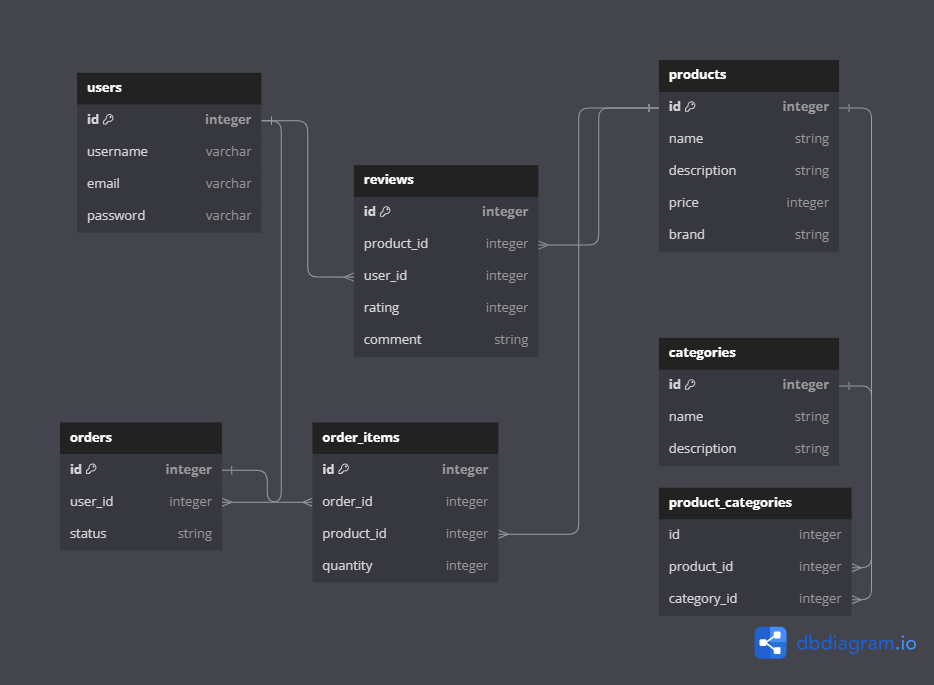 users
id integer
username varchar
email varchar
password varchar
reviews
id integer
product_id integer
user_id integer
rating integer
comment string
products
id integer
name string
description string
price integer
brand string
categories
id integer
name string
description string
orders
id integer
user_id integer
status string
order_items
id integer
order_id integer
product_id integer
quantity integer
product_categories
id integer
product_id integer
category_id integer
dbdiagram.io